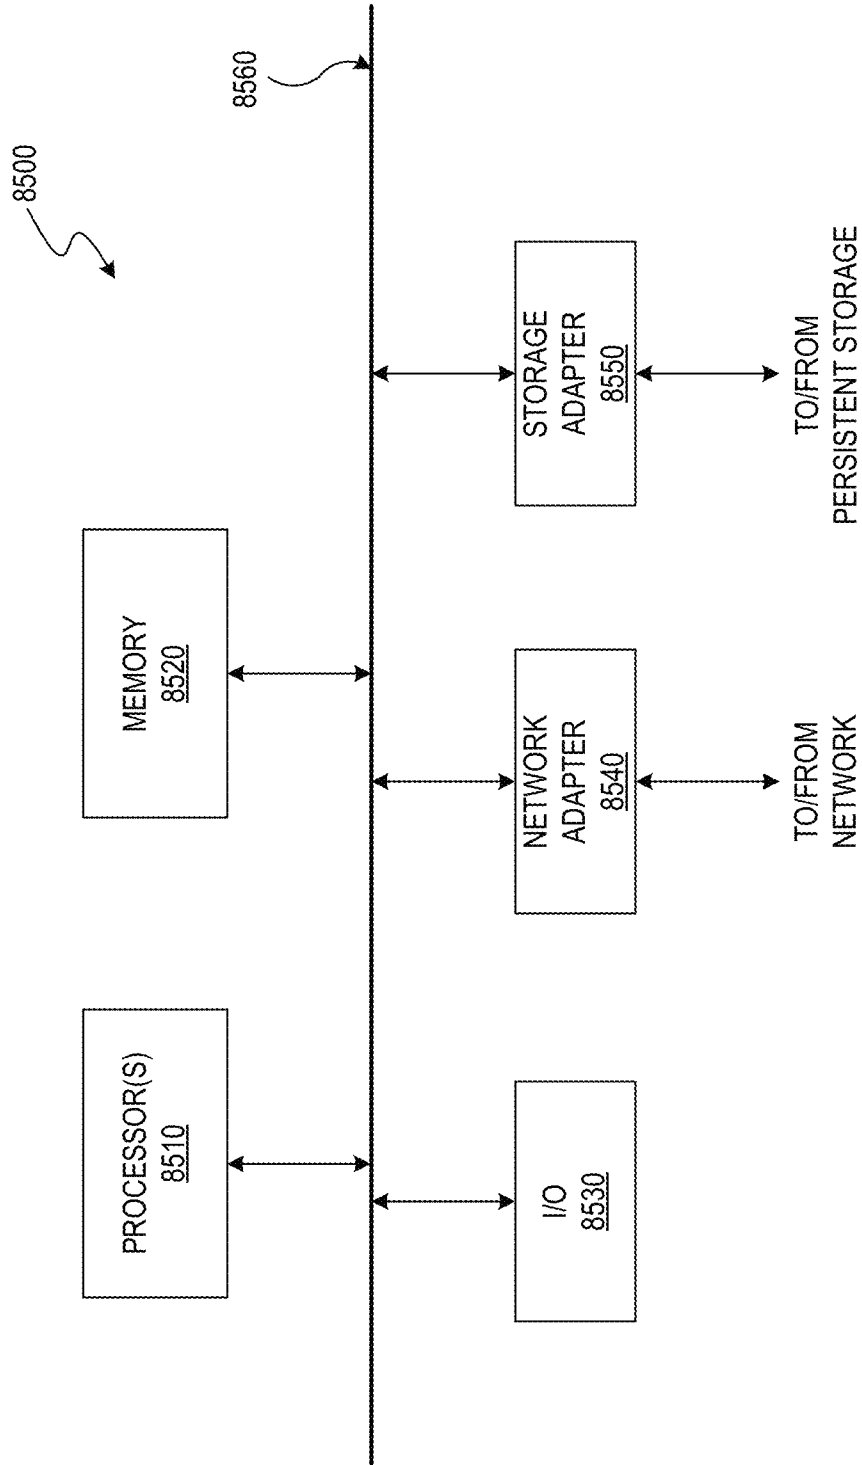 8500
8560
PROCESSOR(S)
8510
MEMORY
8520
I/O
8530
NETWORK
ADAPTER
8540
STORAGE
ADAPTER
8550
TO/FROM
NETWORK
TO/FROM
PERSISTENT STORAGE